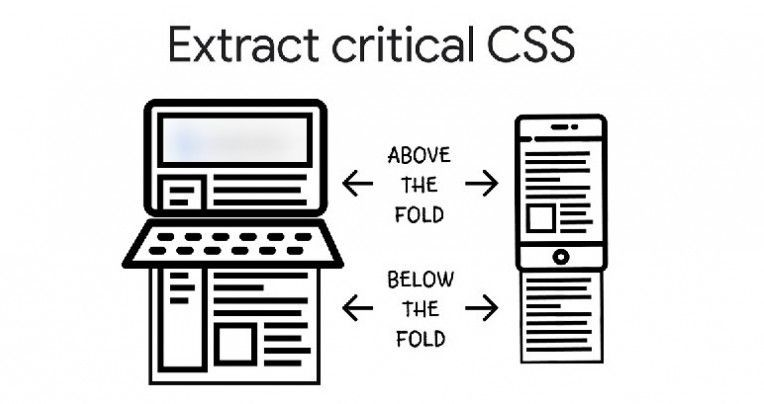 Extract critical CSS
ABOVE
THE
FOLD
BELOW
THE
FOLD